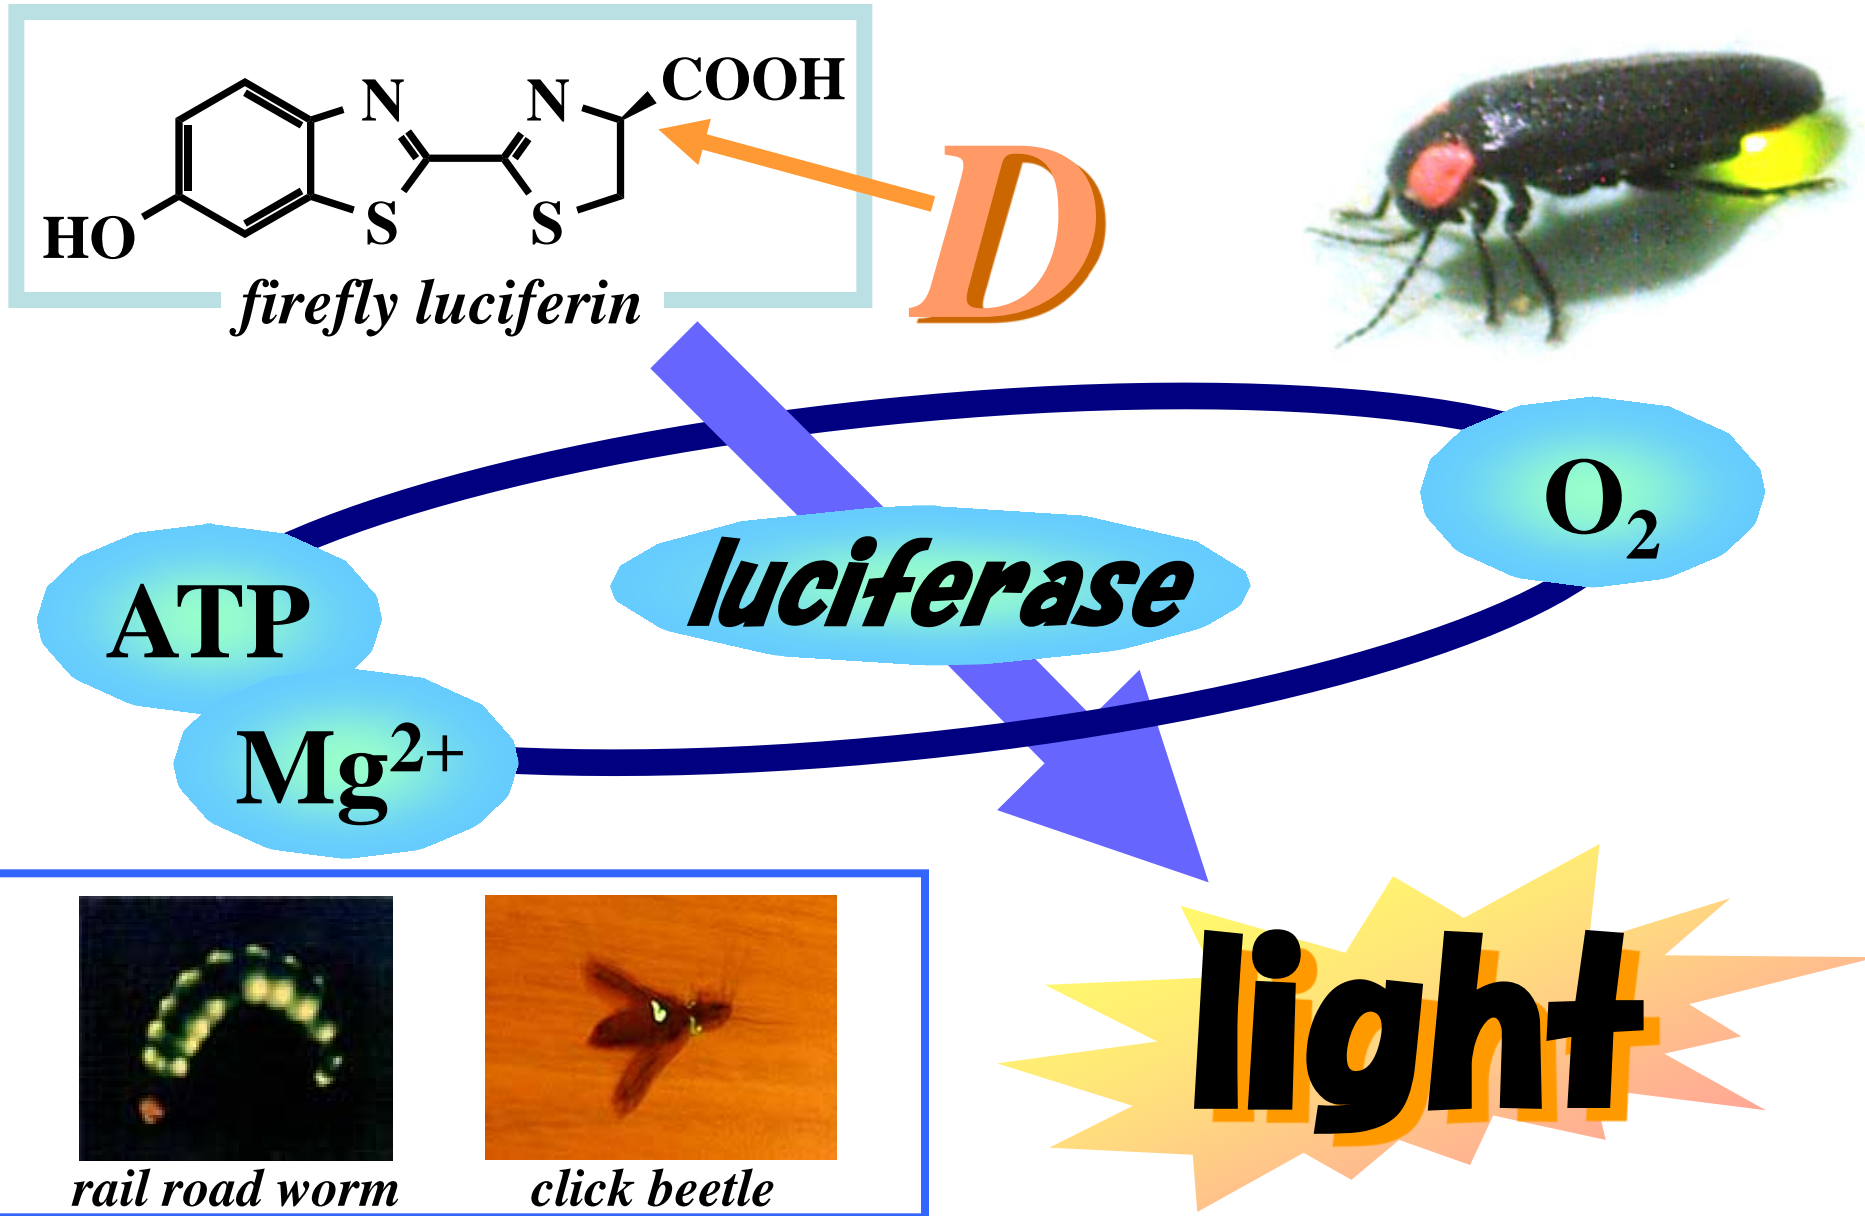 COOH
N
N
S
S
HO
D
firefly luciferin
O₂
luciferase
ATP
Mg²⁺
light
rail road worm
click beetle